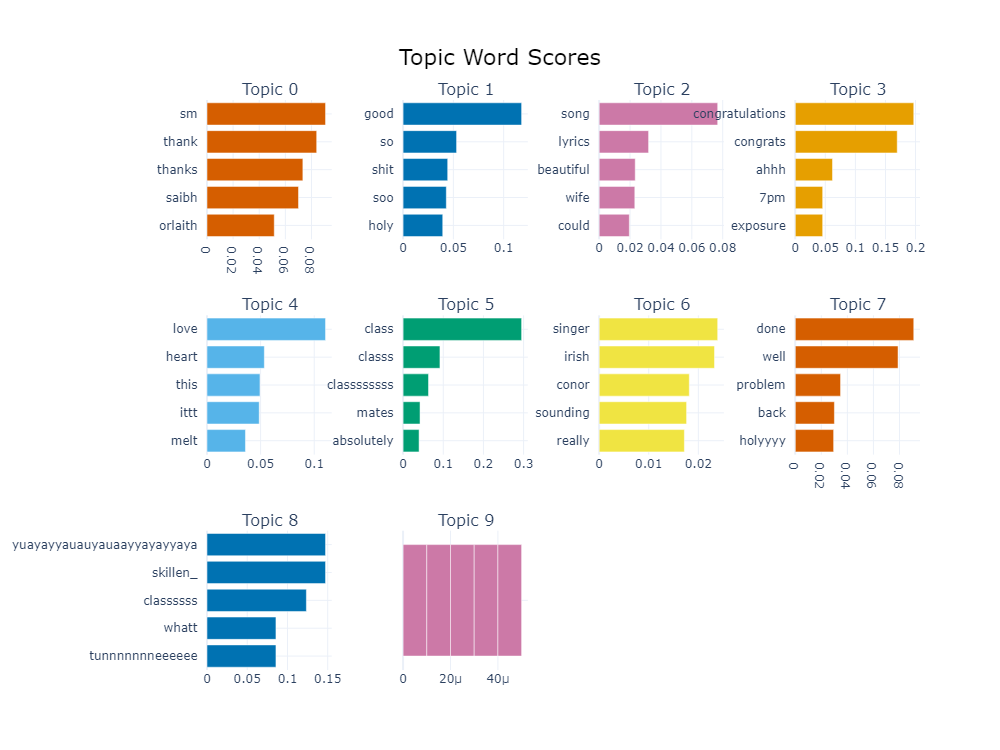 Topic Word Scores
Topic 0
sm
thank
thanks
saibh
orlaith
0 0.02 0.04 0.06 0.08
Topic 1
good
so
shit
soo
holy
0 0.05 0.1
Topic 2
song
lyrics
beautiful
wife
could
0 0.02 0.04 0.06 0.08
Topic 3
congratulations
congrats
ahhh
7pm
exposure
0 0.05 0.1 0.15 0.2
Topic 4
love
heart
this
ittt
melt
0 0.05 0.1
Topic 5
class
classs
classsssssss
mates
absolutely
0 0.1 0.2 0.3
Topic 6
singer
irish
conor
sounding
really
0 0.01 0.02
Topic 7
done
well
problem
back
holyyyy
0 0.02 0.04 0.06 0.08
Topic 8
yuayayyauauyauaayyayayyaya
skillen_
classssss
whatt
tunnnnnnneeeeee
0 0.05 0.1 0.15
Topic 9
0 20µ 40µ